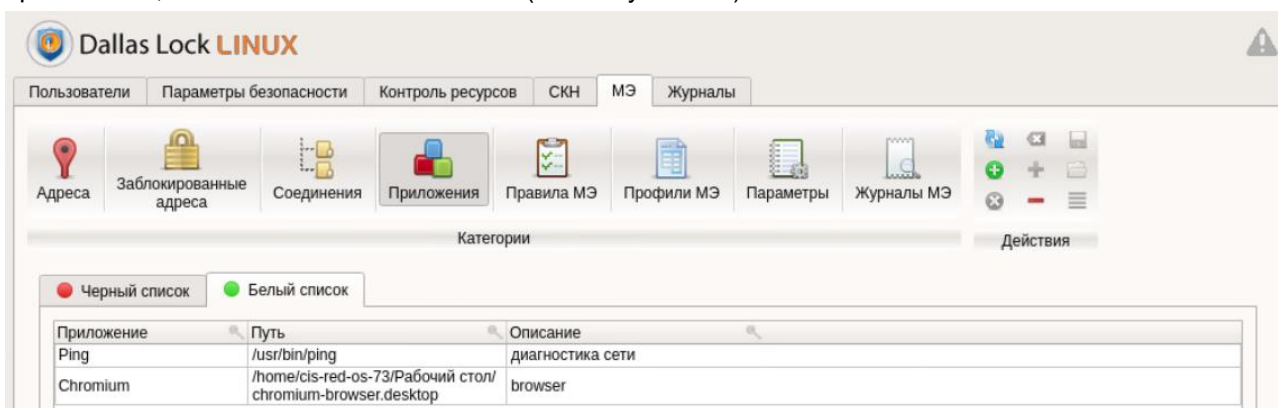 Dallas Lock LINUX
Пользователи Параметры безопасности Контроль ресурсов СКН МЭ Журналы
Адреса Заблокированные адреса Соединения Приложения Правила МЭ Профили МЭ Параметры Журналы МЭ
Категории Действия
Черный список Белый список
Приложение Путь Описание
Ping /usr/bin/ping диагностика сети
Chromium /home/cis-red-os-73/Рабочий стол/ browser
chromium-browser.desktop